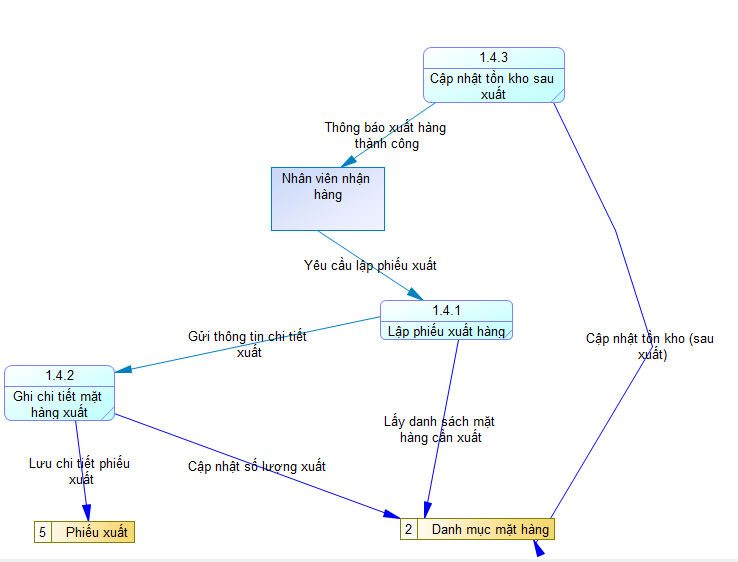 1.4.3
Cập nhật tồn kho sau
xuất
Thông báo xuất hàng
thành công
Nhân viên nhận
hàng
Yêu cầu lập phiếu xuất
1.4.1
Lập phiếu xuất hàng
Gửi thông tin chi tiết
xuất
Cập nhật tồn kho (sau
xuất)
1.4.2
Ghi chi tiết mặt
hàng xuất
Lấy danh sách mặt
hàng cần xuất
Lưu chi tiết phiếu
xuất
Cập nhật số lượng xuất
5 Phiếu xuất
2 Danh mục mặt hàng